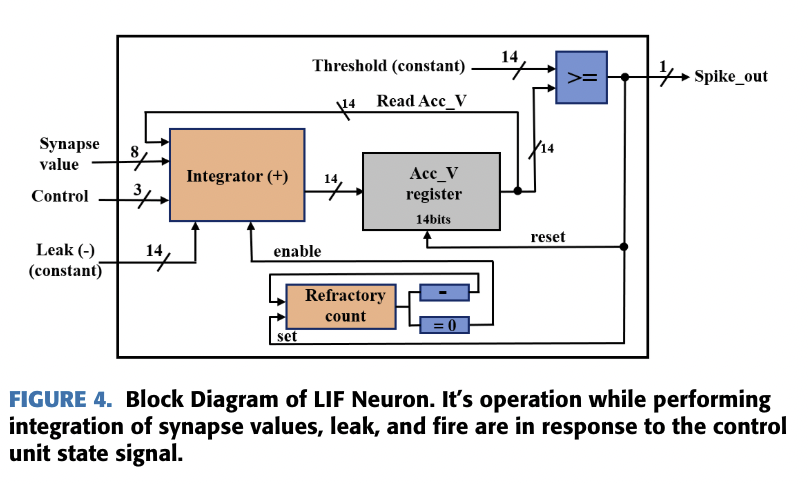 Threshold (constant)
14
>=
1
Spike_out
14
Read Acc_V
Synapse
value
8
Integrator (+)
14
Acc_V
register
14bits
14
Control
3
Leak (-)
(constant)
14
enable
reset
Refractory
count
-
= 0
set
FIGURE 4. Block Diagram of LIF Neuron. It's operation while performing
integration of synapse values, leak, and fire are in response to the control
unit state signal.